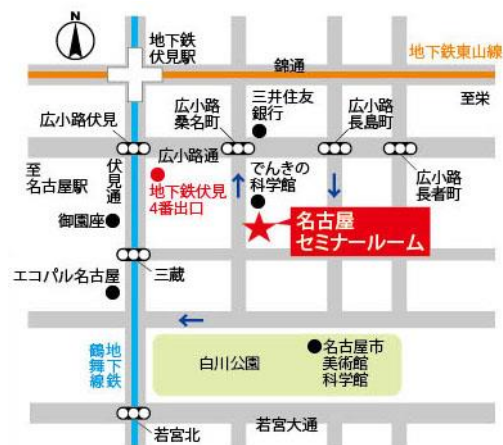 N
地下鉄
伏見駅
地下鉄東山線
錦通
至栄
三井住友
銀行
広小路伏見
広小路
桑名町
広小路
長島町
広小路
長者町
広小路通
至
名古屋駅
伏見通
地下鉄伏見
4番出口
でんきの
科学館
御園座
名古屋
セミナールーム
三蔵
エコパル名古屋
地下鉄
鶴舞線
白川公園
名古屋市
美術館
科学館
若宮北
若宮大通